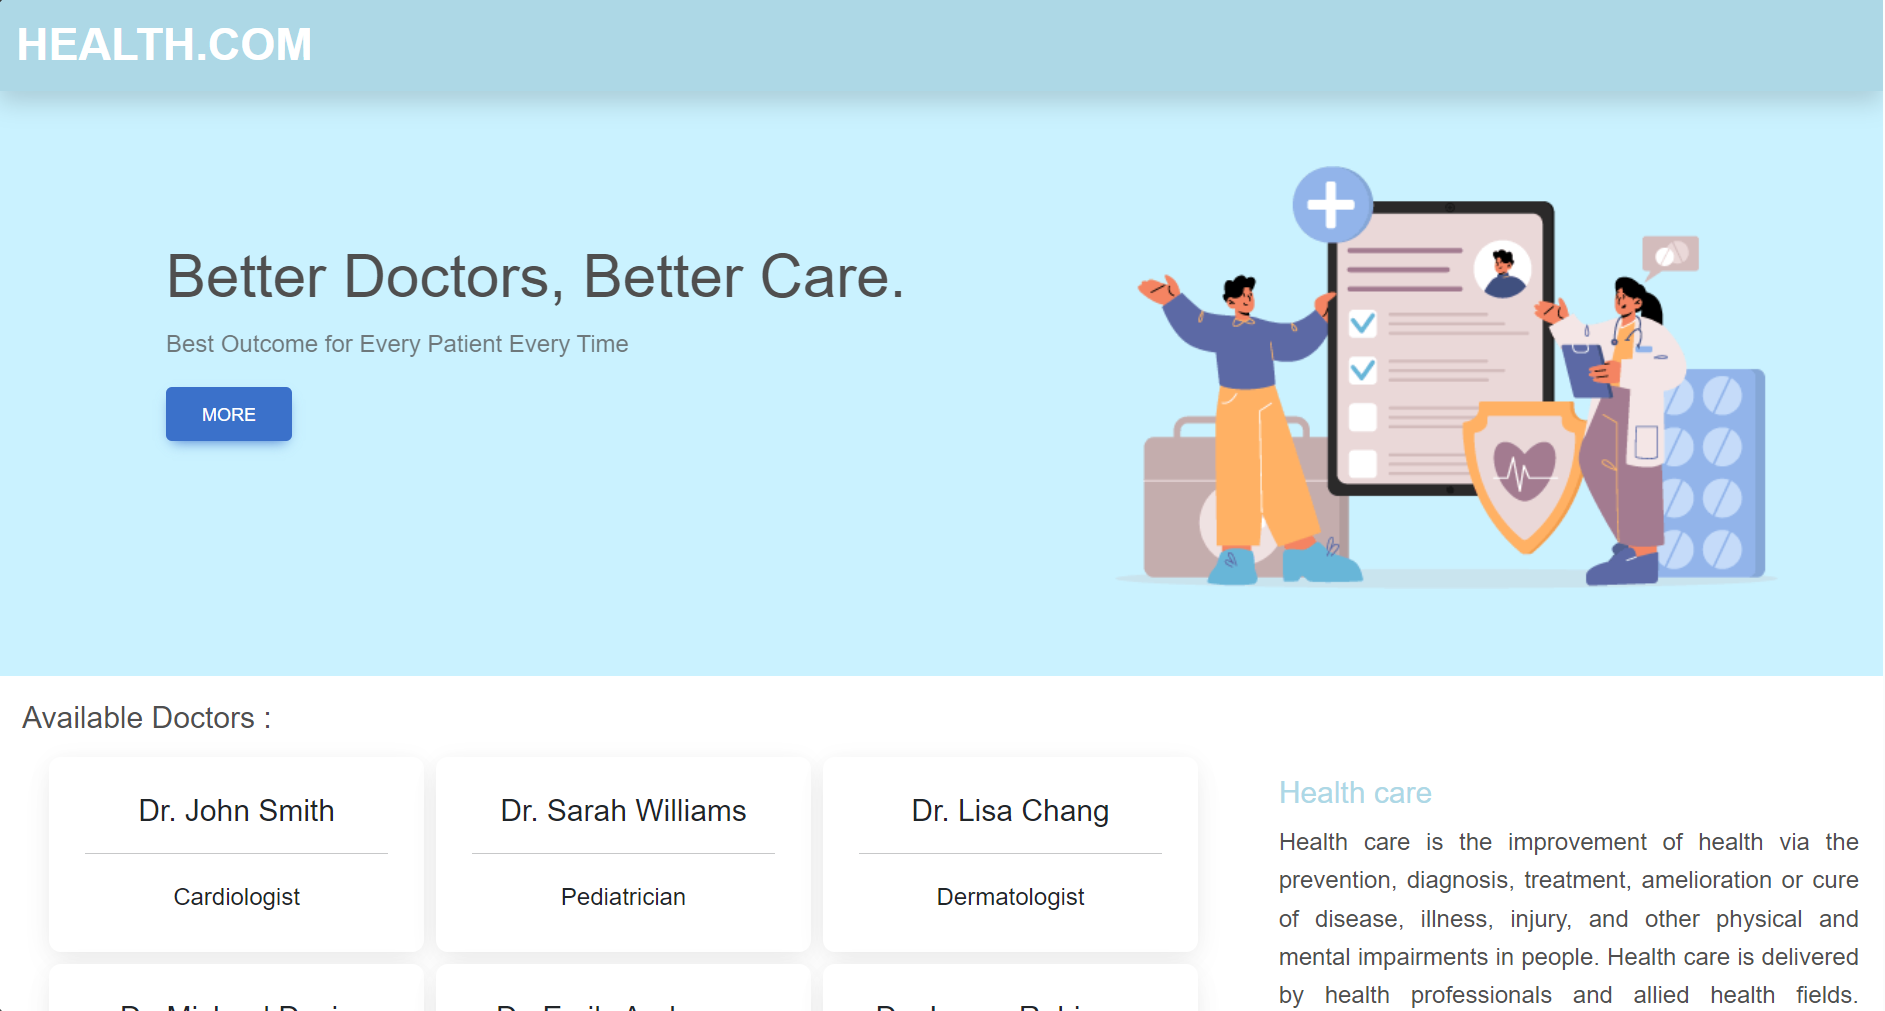 HEALTH.COM
Better Doctors, Better Care.
Best Outcome for Every Patient Every Time
MORE
Available Doctors :
Dr. John Smith
Cardiologist
Dr. Sarah Williams
Pediatrician
Dr. Lisa Chang
Dermatologist
Health care
Health care is the improvement of health via the
prevention, diagnosis, treatment, amelioration or cure
of disease, illness, injury, and other physical and
mental impairments in people. Health care is delivered
by health professionals and allied health fields.